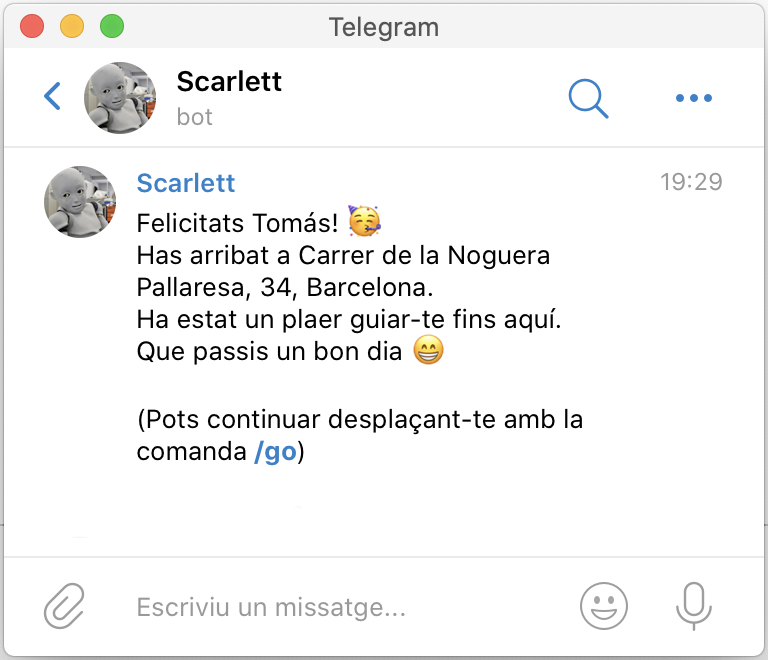 Telegram
Scarlett
bot
Scarlett
19:29
Felicitats Tomás! 🥳
Has arribat a Carrer de la Noguera
Pallaresa, 34, Barcelona.
Ha estat un plaer guiar-te fins aquí.
Que passis un bon dia 😁
(Pots continuar desplaçant-te amb la
comanda /go)
Escriviu un missatge...